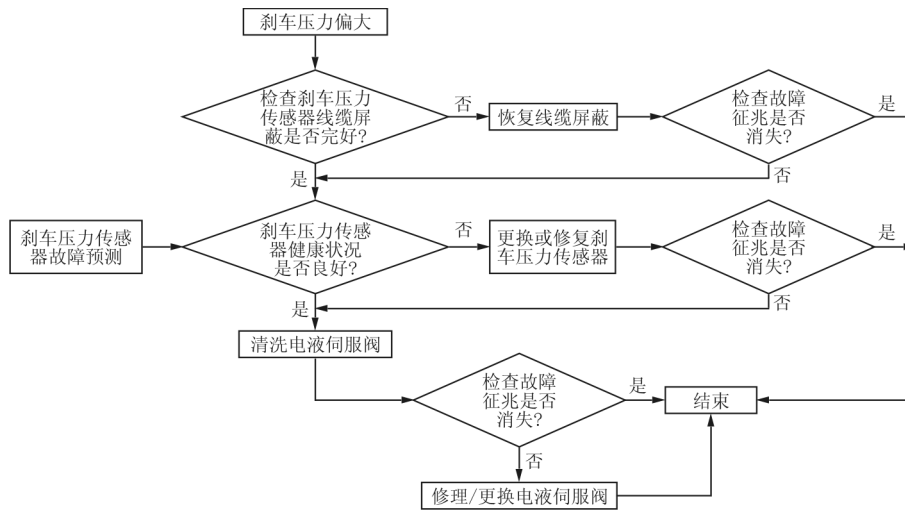 刹车压力偏大
检查刹车压力
传感器线缆屏
蔽是否完好?
否
恢复线缆屏蔽
检查故障
征兆是否
消失?
是
是
否
刹车压力传感
器故障预测
刹车压力传感
器健康状况
是否良好?
否
更换或修复刹
车压力传感器
检查故障
征兆是否
消失?
是
是
否
清洗电液伺服阀
检查故障
征兆是否
消失?
是
结束
否
修理/更换电液伺服阀